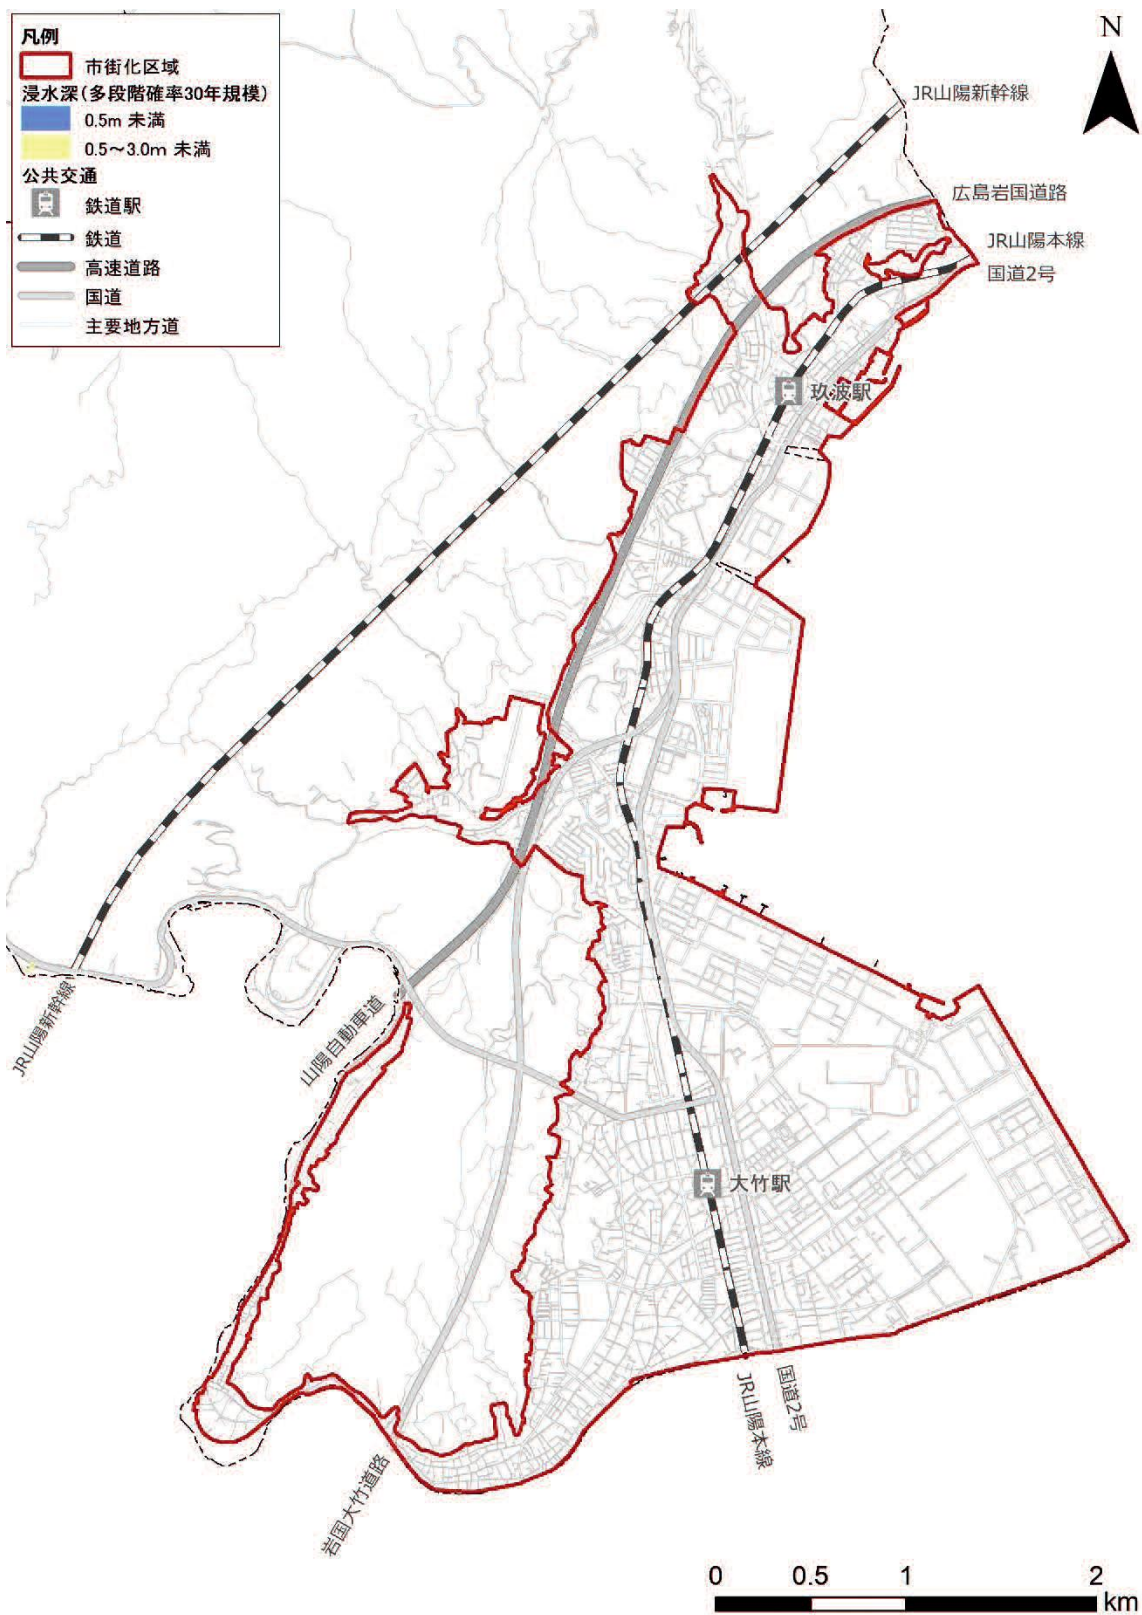 凡例
市街化区域
浸水深(多段階確率30年規模)
0.5m 未満
0.5～3.0m 未満
公共交通
鉄道駅
鉄道
高速道路
国道
主要地方道
N
JR山陽新幹線
広島岩国道路
JR山陽本線
国道2号
玖波駅
JR山陽新幹線
山陽自動車道
大竹駅
国道2号
JR山陽本線
岩国大竹道路
0 0.5 1 2
km